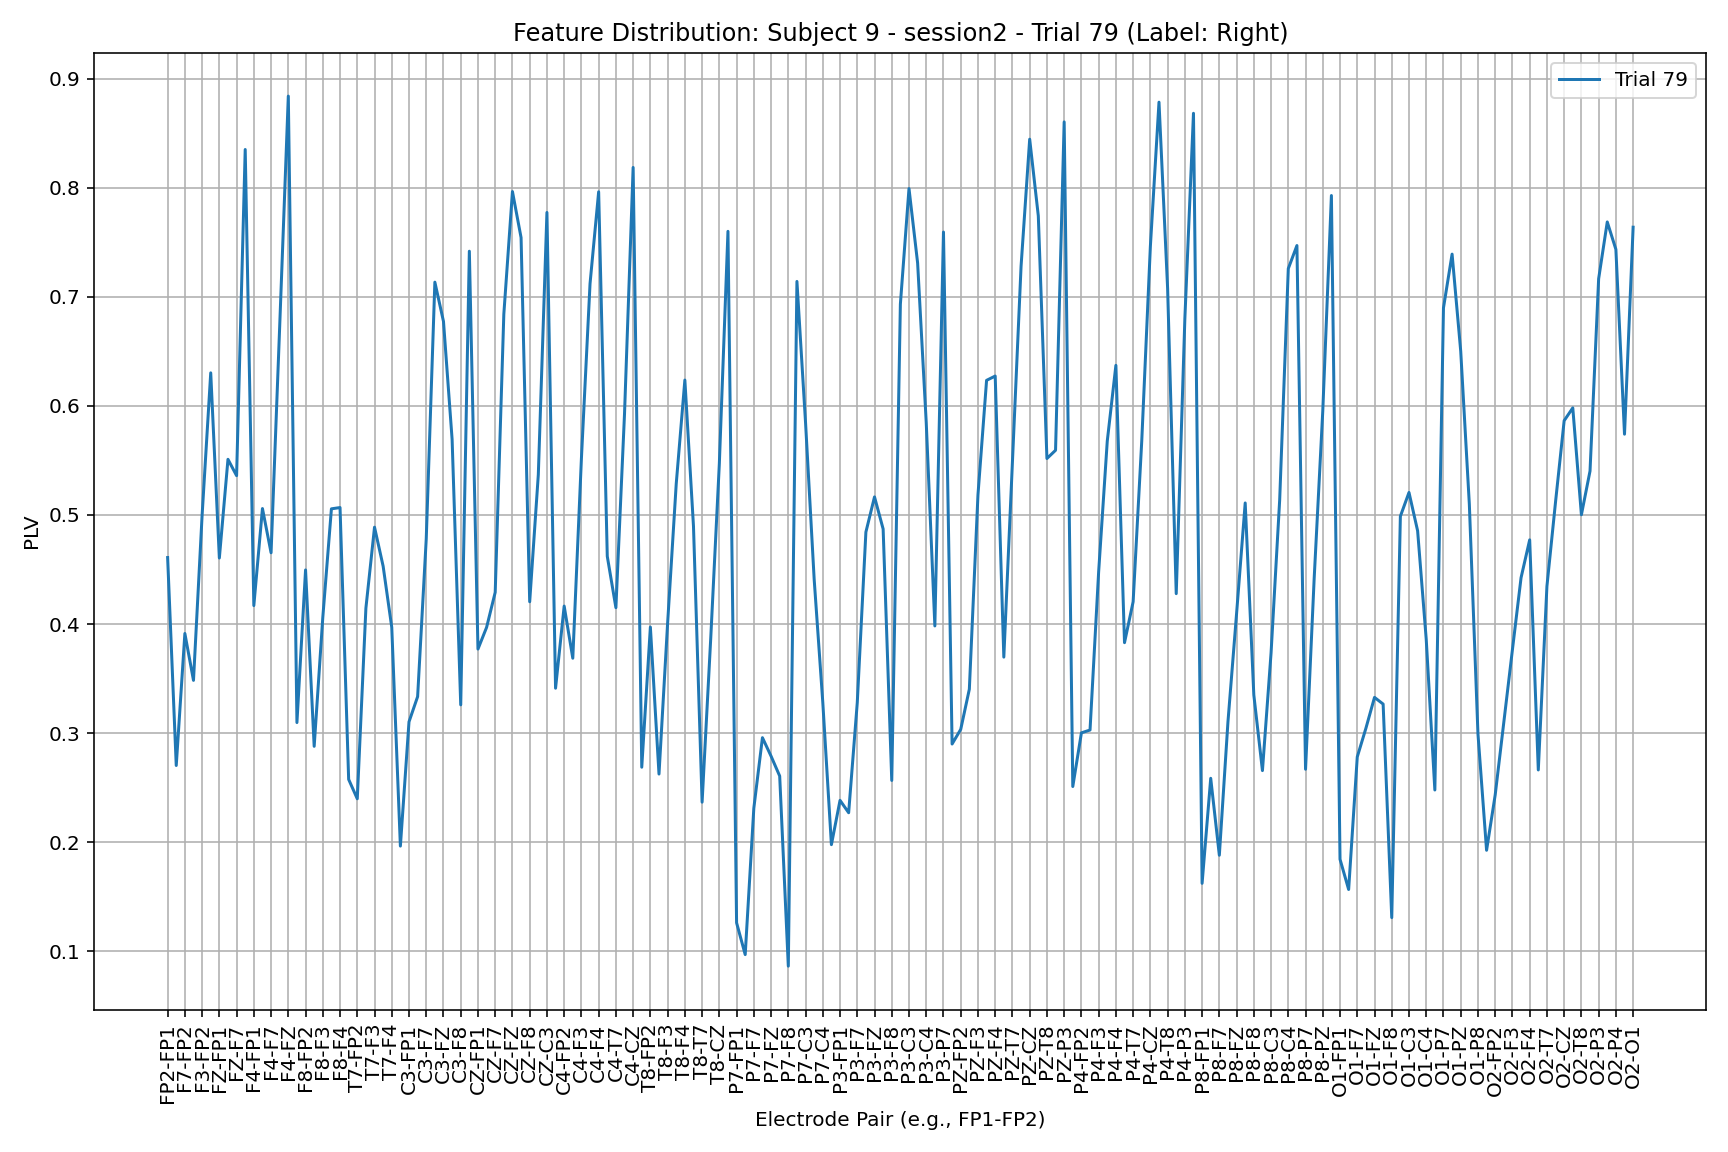 Feature Distribution: Subject 9 - session2 - Trial 79 (Label: Right)
Trial 79
PLV
0.9
0.8
0.7
0.6
0.5
0.4
0.3
0.2
0.1
FP2-FP1
F7-FP2
F3-FP2
FZ-FP1
FZ-F7
F4-FP1
F4-F7
F4-FZ
F8-FP2
F8-F3
F8-F4
T7-FP2
T7-F3
T7-F4
C3-FP1
C3-F7
C3-FZ
C3-F8
CZ-FP1
CZ-F7
CZ-FZ
CZ-F8
CZ-C3
C4-FP2
C4-F3
C4-F4
C4-T7
C4-CZ
T8-FP2
T8-F3
T8-F4
T8-T7
T8-CZ
P7-FP1
P7-F7
P7-FZ
P7-F8
P7-C3
P7-C4
P3-FP1
P3-F7
P3-FZ
P3-F8
P3-C3
P3-C4
P3-P7
PZ-FP2
PZ-F3
PZ-F4
PZ-T7
PZ-CZ
PZ-T8
PZ-P3
P4-FP2
P4-F3
P4-F4
P4-T7
P4-CZ
P4-T8
P4-P3
P8-FP1
P8-F7
P8-FZ
P8-F8
P8-C3
P8-C4
P8-P7
P8-PZ
O1-FP1
O1-F7
O1-FZ
O1-F8
O1-C3
O1-C4
O1-P7
O1-PZ
O1-P8
O2-FP2
O2-F3
O2-F4
O2-T7
O2-CZ
O2-T8
O2-P3
O2-P4
O2-O1
Electrode Pair (e.g., FP1-FP2)